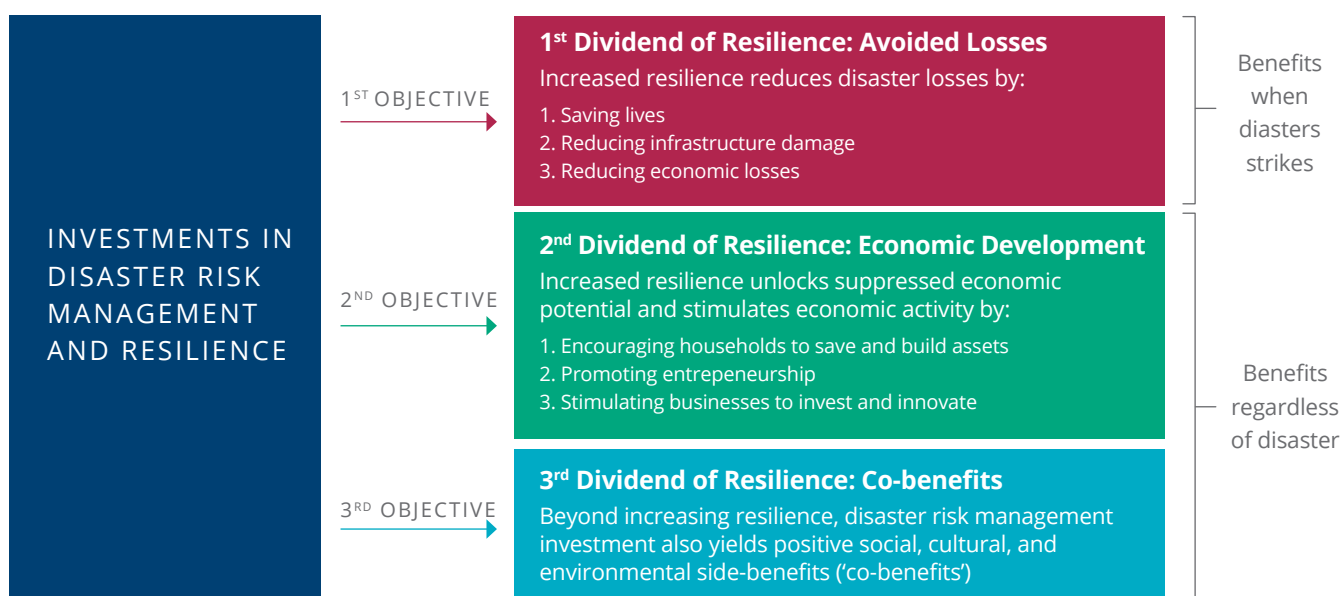 INVESTMENTS IN
DISASTER RISK
MANAGEMENT
AND RESILIENCE
1ST OBJECTIVE
1st Dividend of Resilience: Avoided Losses
Increased resilience reduces disaster losses by:
1. Saving lives
2. Reducing infrastructure damage
3. Reducing economic losses
Benefits
when
diasters
strikes
2ND OBJECTIVE
2nd Dividend of Resilience: Economic Development
Increased resilience unlocks suppressed economic
potential and stimulates economic activity by:
1. Encouraging households to save and build assets
2. Promoting entrepeneurship
3. Stimulating businesses to invest and innovate
3RD OBJECTIVE
3rd Dividend of Resilience: Co-benefits
Beyond increasing resilience, disaster risk management
investment also yields positive social, cultural, and
environmental side-benefits (‘co-benefits’)
Benefits
regardless
of disaster